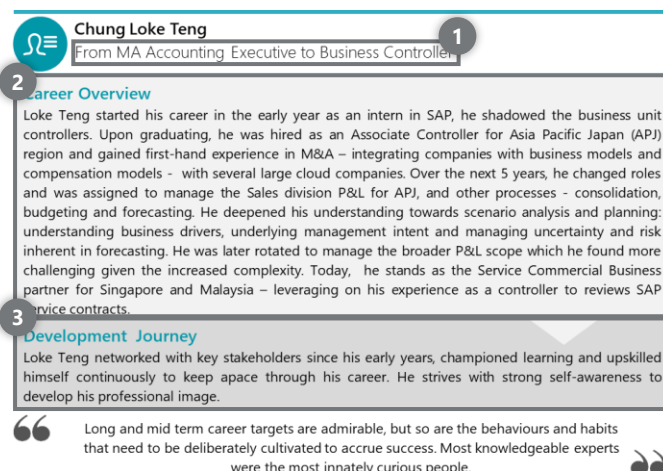 Chung Loke Teng
1
From MA Accounting Executive to Business Controller
2
Career Overview
Loke Teng started his career in the early year as an intern in SAP, he shadowed the business unit
controllers. Upon graduating, he was hired as an Associate Controller for Asia Pacific Japan (APJ)
region and gained first-hand experience in M&A – integrating companies with business models and
compensation models - with several large cloud companies. Over the next 5 years, he changed roles
and was assigned to manage the Sales division P&L for APJ, and other processes - consolidation,
budgeting and forecasting. He deepened his understanding towards scenario analysis and planning:
understanding business drivers, underlying management intent and managing uncertainty and risk
inherent in forecasting. He was later rotated to manage the broader P&L scope which he found more
challenging given the increased complexity. Today, he stands as the Service Commercial Business
partner for Singapore and Malaysia – leveraging on his experience as a controller to reviews SAP
service contracts.
3
Development Journey
Loke Teng networked with key stakeholders since his early years, championed learning and upskilled
himself continuously to keep apace through his career. He strives with strong self-awareness to
develop his professional image.
“ Long and mid term career targets are admirable, but so are the behaviours and habits
that need to be deliberately cultivated to accrue success. Most knowledgeable experts
were the most innately curious people ”